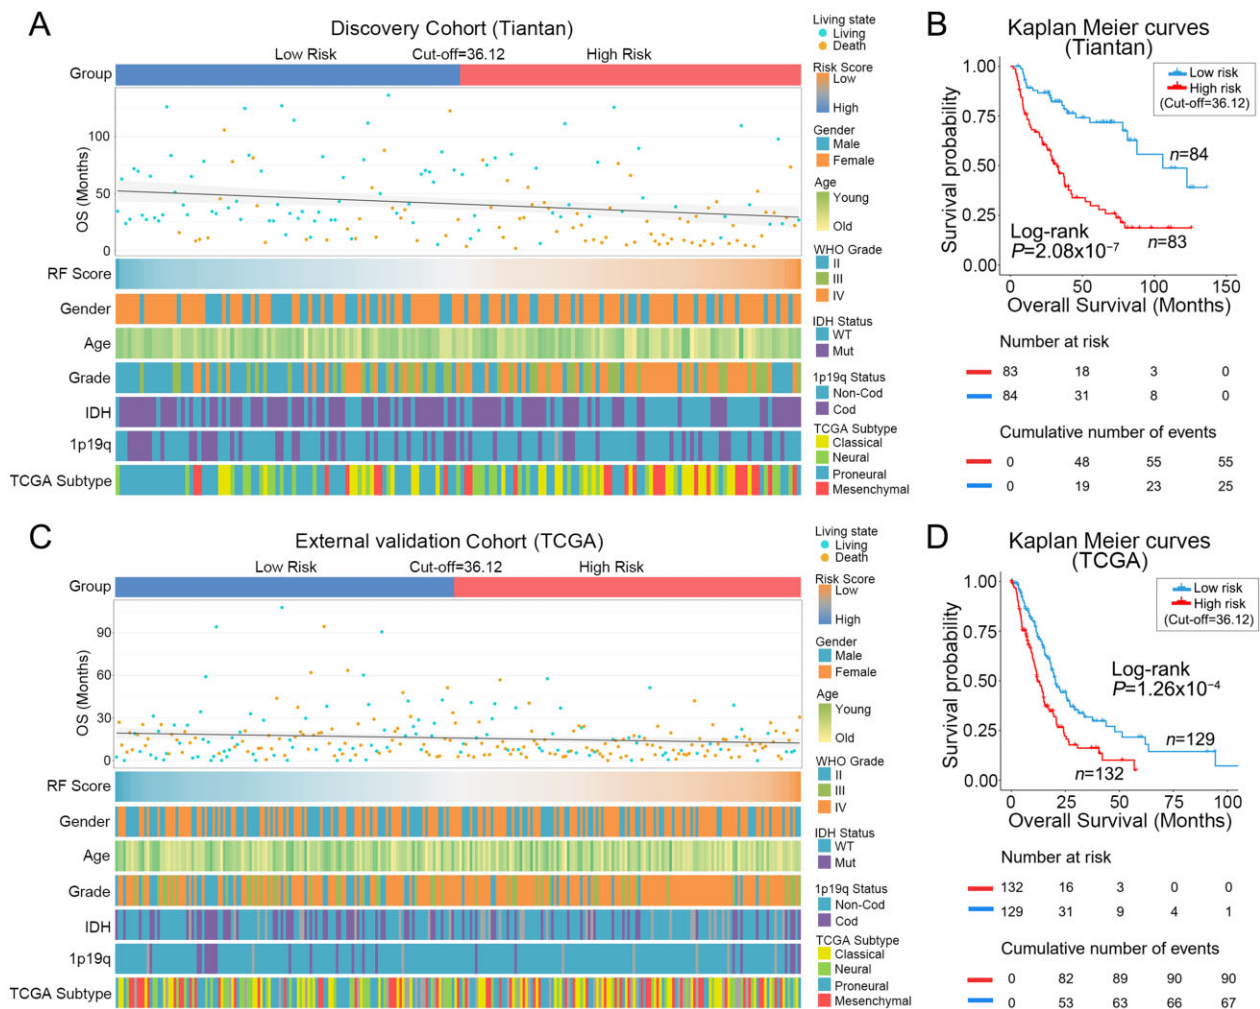 A
Discovery Cohort (Tiantan)
Low Risk Cut-off=36.12 High Risk
Group
OS (Months)
100
50
0
RF Score
Gender
Age
Grade
IDH
1p19q
TCGA Subtype
Living state
Living
Death
Risk Score
Low
High
Gender
Male
Female
Age
Young
Old
WHO Grade
II
III
IV
IDH Status
WT
Mut
1p19q Status
Non-Cod
Cod
TCGA Subtype
Classical
Neural
Proneural
Mesenchymal
B
Kaplan Meier curves
(Tiantan)
Low risk
High risk
(Cut-off=36.12)
Survival probability
1.00
0.75
0.50
0.25
0.00
n=84
n=83
Log-rank
P=2.08x10⁻⁷
0 50 100 150
Overall Survival (Months)
Number at risk
83 18 3 0
84 31 8 0
Cumulative number of events
0 48 55 55
0 19 23 25
C
External validation Cohort (TCGA)
Low Risk Cut-off=36.12 High Risk
Group
OS (Months)
90
60
30
0
RF Score
Gender
Age
Grade
IDH
1p19q
TCGA Subtype
Living state
Living
Death
Risk Score
Low
High
Gender
Male
Female
Age
Young
Old
WHO Grade
II
III
IV
IDH Status
WT
Mut
1p19q Status
Non-Cod
Cod
TCGA Subtype
Classical
Neural
Proneural
Mesenchymal
D
Kaplan Meier curves
(TCGA)
Low risk
High risk
(Cut-off=36.12)
Survival probability
1.00
0.75
0.50
0.25
0.00
Log-rank
P=1.26x10⁻⁴
n=129
n=132
0 25 50 75 100
Overall Survival (Months)
Number at risk
132 16 3 0 0
129 31 9 4 1
Cumulative number of events
0 82 89 90 90
0 53 63 66 67